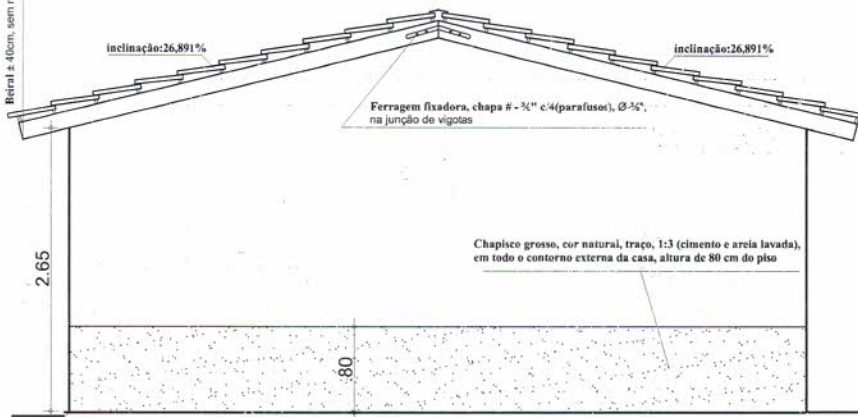 Beiral ± 40cm, sem
inclinação:26,891%
inclinação:26,891%
Ferragem fixadora, chapa # - ¾" c/4(parafusos), Ø-⅜",
na junção de vigotas
Chapisco grosso, cor natural, traço, 1:3 (cimento e areia lavada),
em todo o contorno externa da casa, altura de 80 cm do piso
2.65
.80